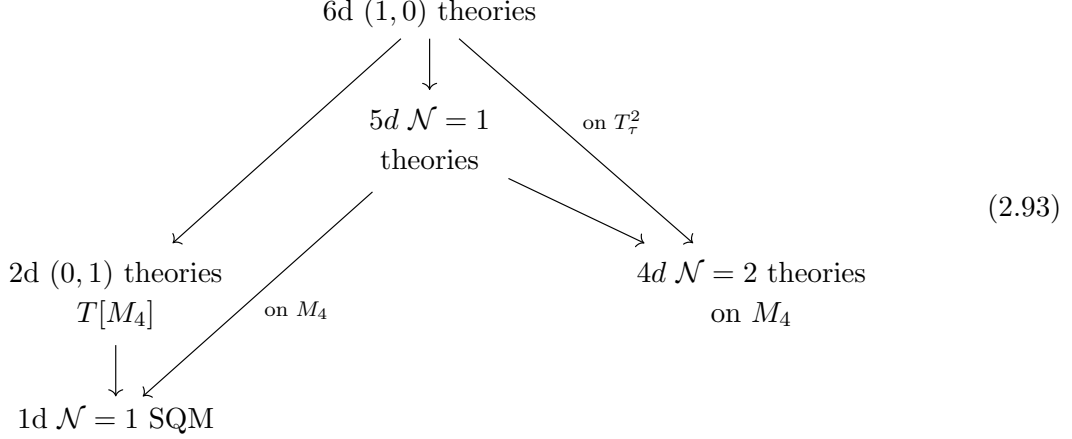 6d (1, 0) theories
5d 𝒩 = 1
theories
on T²_τ
(2.93)
2d (0, 1) theories
T[M₄]
4d 𝒩 = 2 theories
on M₄
on M₄
1d 𝒩 = 1 SQM